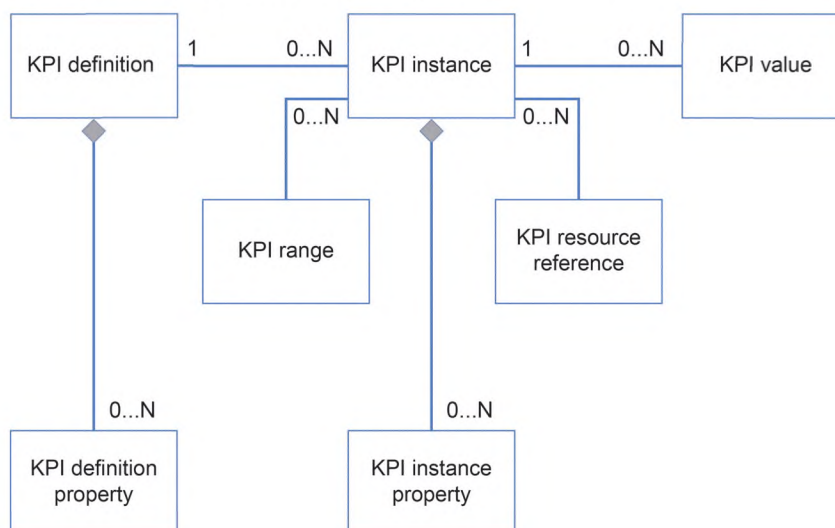 KPI definition
1
0...N
KPI instance
1
0...N
KPI value
0...N
0...N
KPI range
KPI resource
reference
0...N
0...N
KPI definition
property
KPI instance
property